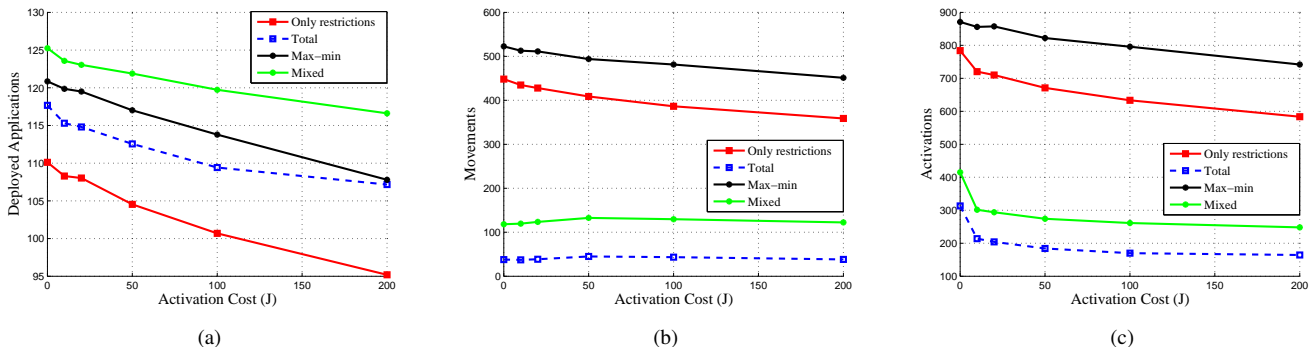 130
125
120
115
110
105
100
95
0
50
100
150
200
Deployed Applications
Activation Cost (J)
Only restrictions
Total
Max−min
Mixed
(a)
600
500
400
300
200
100
0
0
50
100
150
200
Movements
Activation Cost (J)
Only restrictions
Total
Max−min
Mixed
(b)
900
800
700
600
500
400
300
200
100
0
50
100
150
200
Activations
Activation Cost (J)
Only restrictions
Total
Max−min
Mixed
(c)